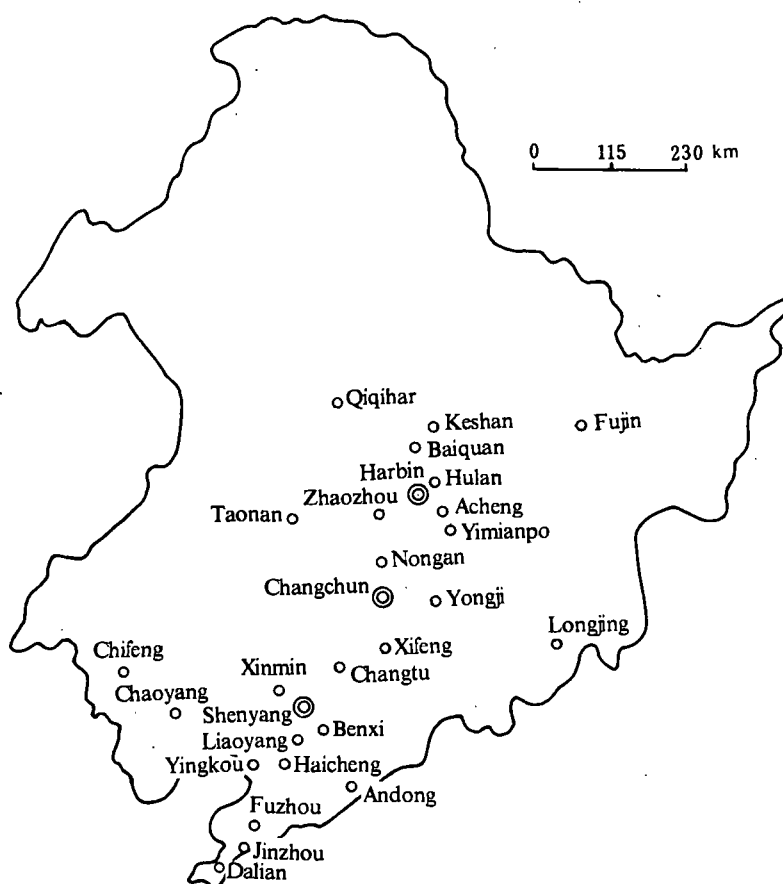 0 115 230 km
Qiqihar
Keshan
Fujin
Baiquan
Harbin
Hulan
Zhaozhou
Acheng
Taonan
Yimianpo
Nongan
Changchun
Yongji
Longjing
Xifeng
Chifeng
Xinmin
Changtu
Chaoyang
Shenyang
Benxi
Liaoyang
Yingkou
Haicheng
Andong
Fuzhou
Jinzhou
Dalian